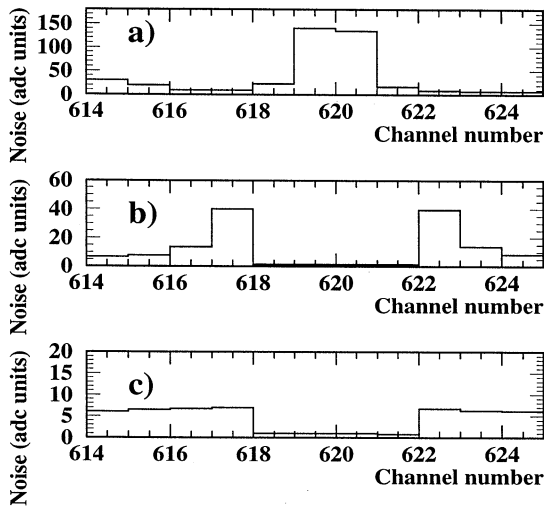 Noise (adc units)
150
100
50
0
a)
614 616 618 620 622 624
Channel number
Noise (adc units)
60
40
20
0
b)
614 616 618 620 622 624
Channel number
Noise (adc units)
20
15
10
5
0
c)
614 616 618 620 622 624
Channel number